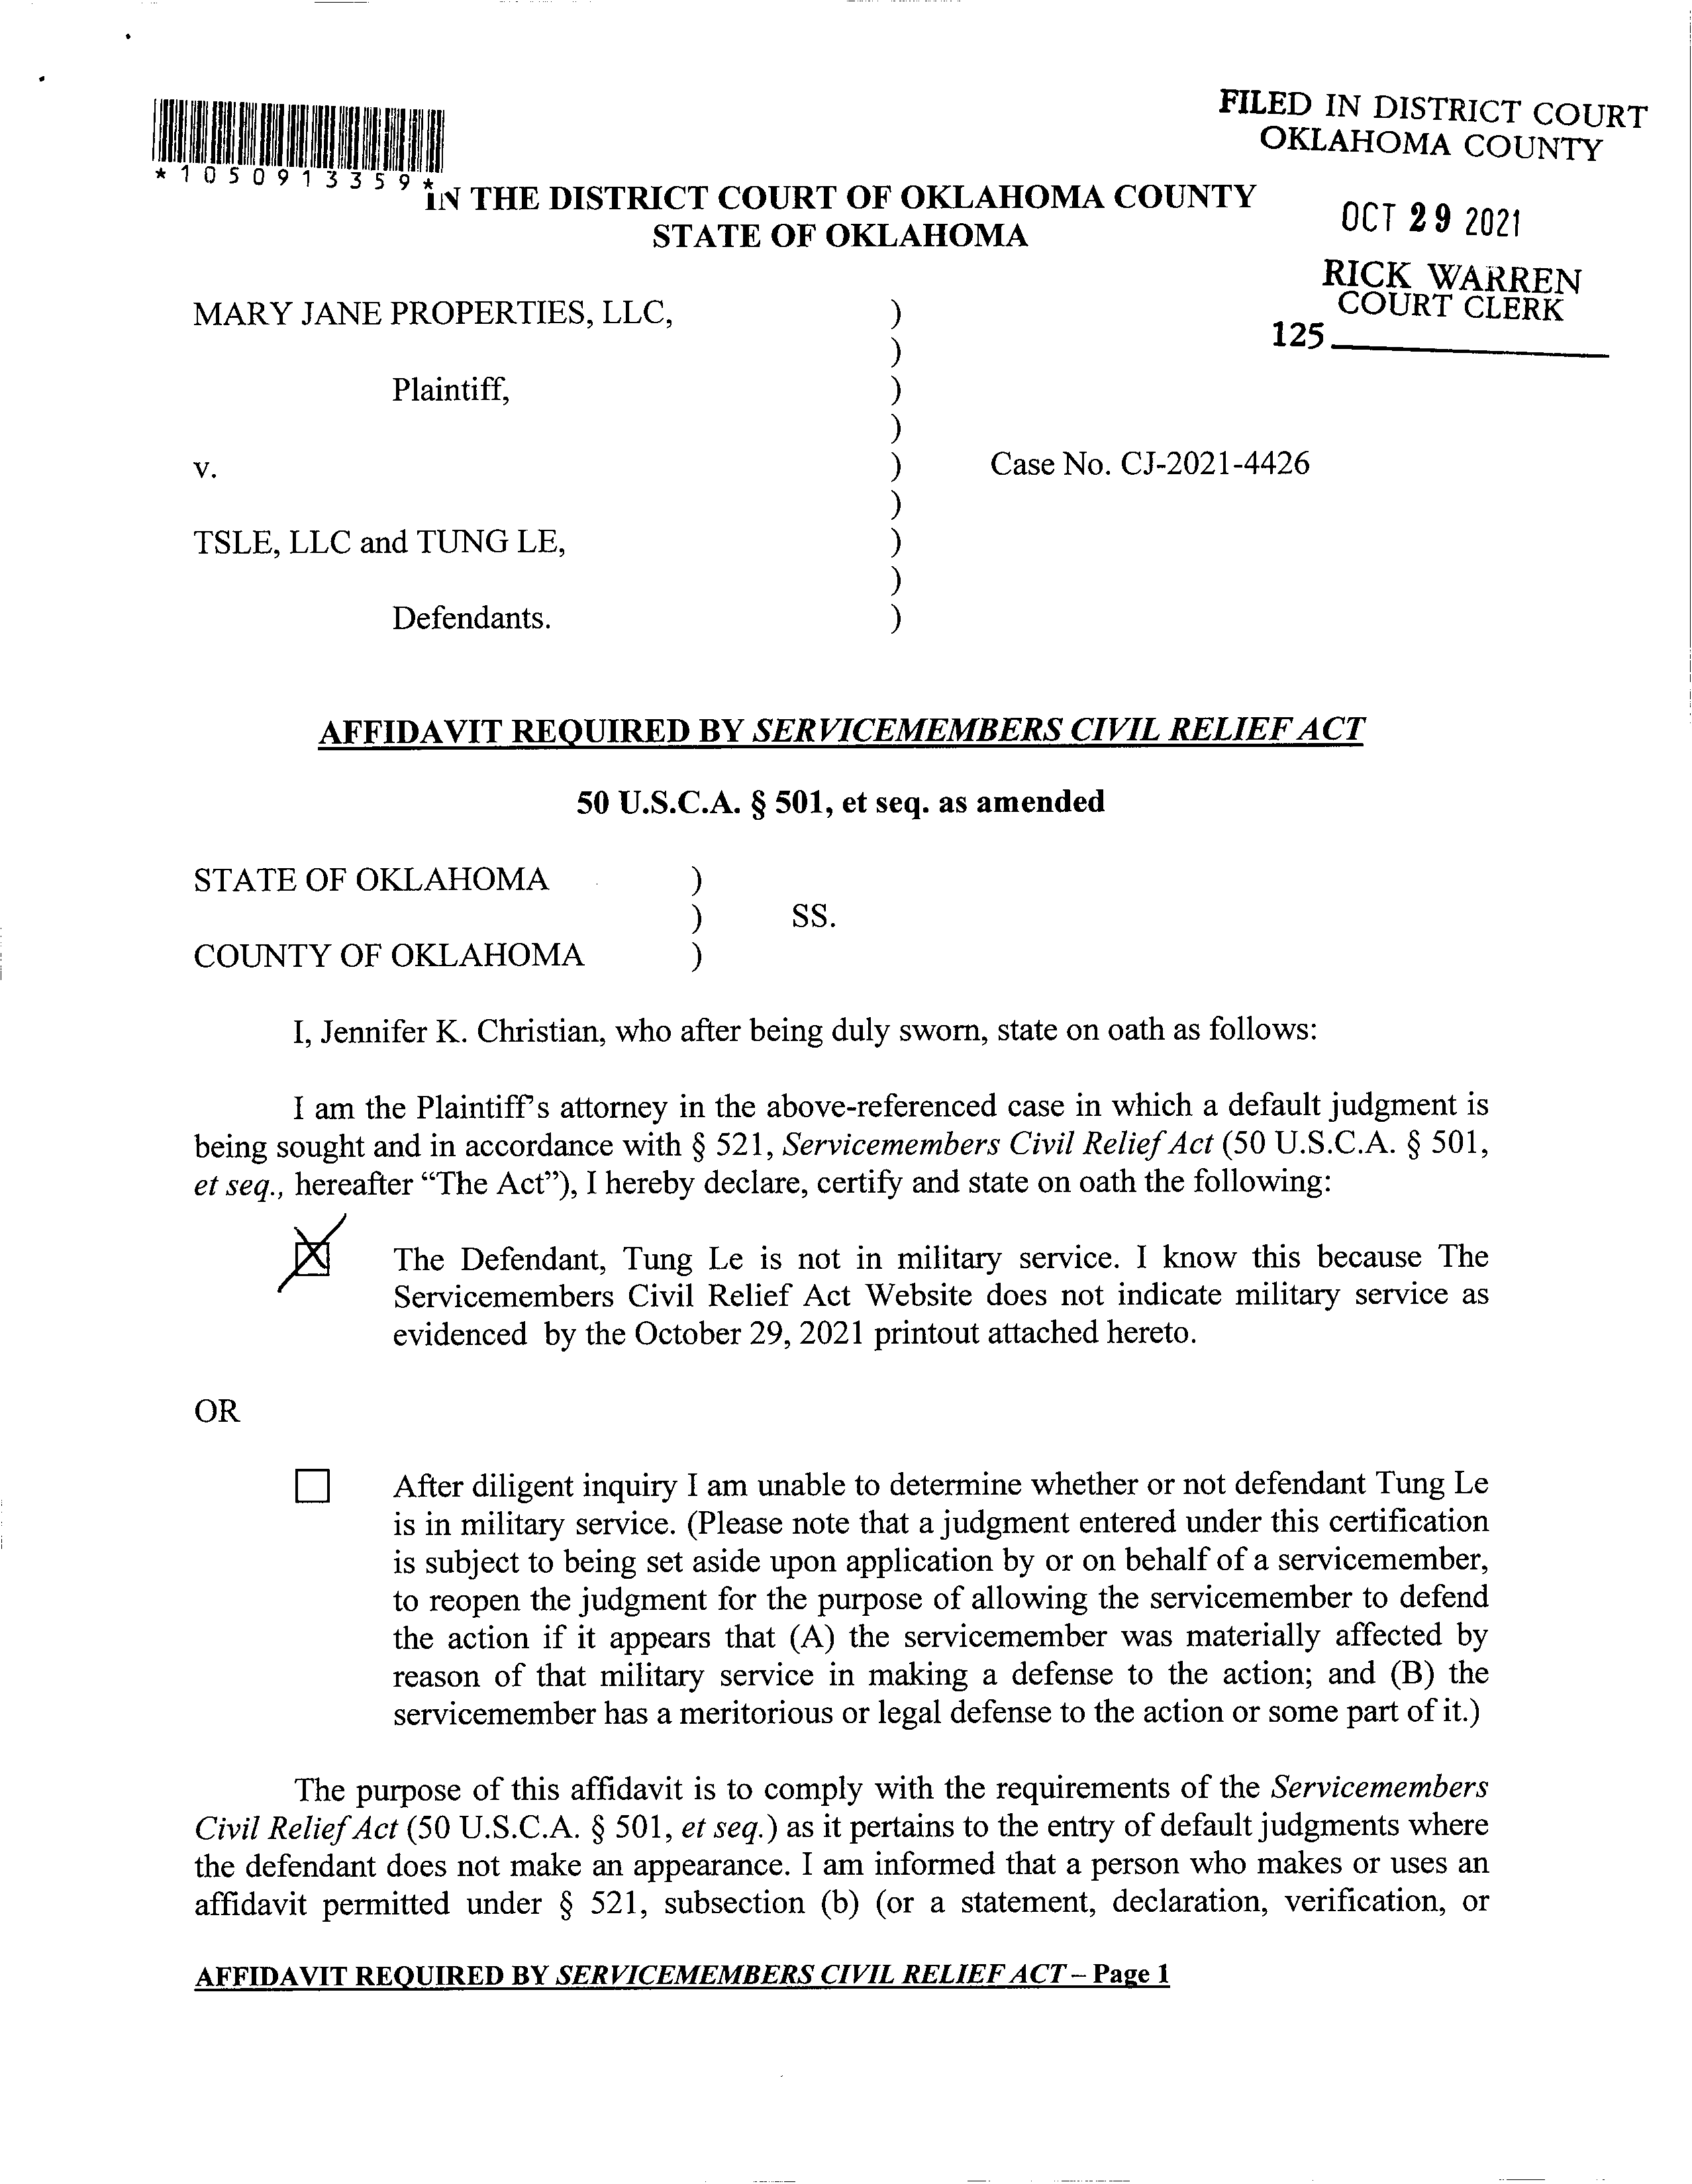 FILED IN DISTRICT COURT
OKLAHOMA COUNTY
*1050913359*
IN THE DISTRICT COURT OF OKLAHOMA COUNTY
STATE OF OKLAHOMA
OCT 29 2021
RICK WARREN
COURT CLERK
125
MARY JANE PROPERTIES, LLC, )
)
Plaintiff, )
)
v. ) Case No. CJ-2021-4426
)
TSLE, LLC and TUNG LE, )
)
Defendants. )
AFFIDAVIT REQUIRED BY SERVICEMEMBERS CIVIL RELIEF ACT
50 U.S.C.A. § 501, et seq. as amended
STATE OF OKLAHOMA )
) SS.
COUNTY OF OKLAHOMA )
I, Jennifer K. Christian, who after being duly sworn, state on oath as follows:
I am the Plaintiff's attorney in the above-referenced case in which a default judgment is
being sought and in accordance with § 521, Servicemembers Civil Relief Act (50 U.S.C.A. § 501,
et seq., hereafter “The Act”), I hereby declare, certify and state on oath the following:
The Defendant, Tung Le is not in military service. I know this because The
Servicemembers Civil Relief Act Website does not indicate military service as
evidenced by the October 29, 2021 printout attached hereto.
OR
After diligent inquiry I am unable to determine whether or not defendant Tung Le
is in military service. (Please note that a judgment entered under this certification
is subject to being set aside upon application by or on behalf of a servicemember,
to reopen the judgment for the purpose of allowing the servicemember to defend
the action if it appears that (A) the servicemember was materially affected by
reason of that military service in making a defense to the action; and (B) the
servicemember has a meritorious or legal defense to the action or some part of it.)
The purpose of this affidavit is to comply with the requirements of the Servicemembers
Civil Relief Act (50 U.S.C.A. § 501, et seq.) as it pertains to the entry of default judgments where
the defendant does not make an appearance. I am informed that a person who makes or uses an
affidavit permitted under § 521, subsection (b) (or a statement, declaration, verification, or
AFFIDAVIT REQUIRED BY SERVICEMEMBERS CIVIL RELIEF ACT – Page 1